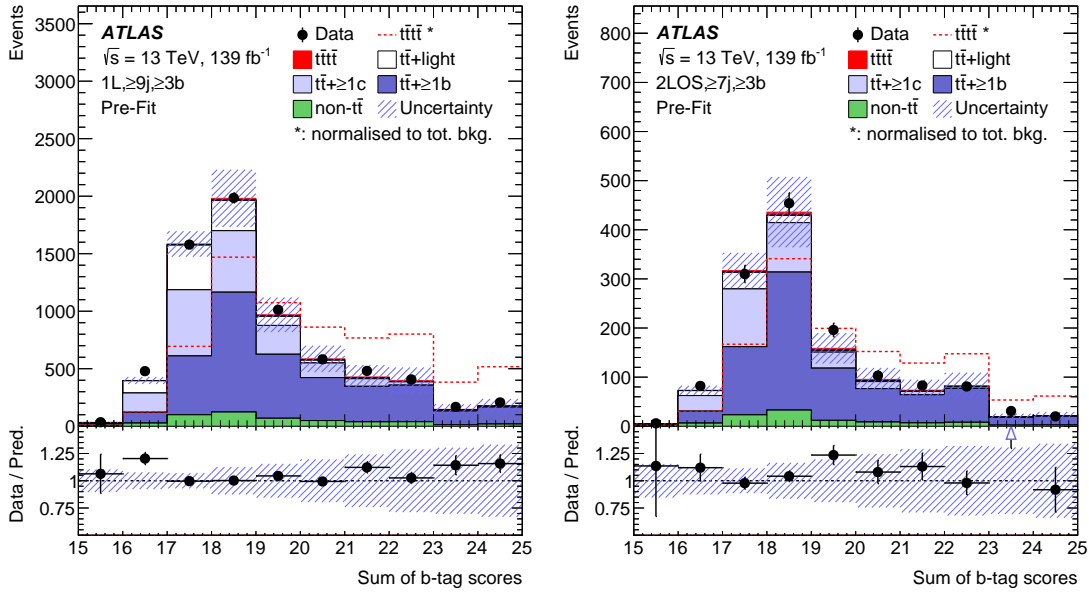 Events
3500
3000
2500
2000
1500
1000
500
0
ATLAS
√s = 13 TeV, 139 fb⁻¹
1L,≥9j,≥3b
Pre-Fit
Data
tt̄tt̄ *
tt̄tt̄
tt̄+light
tt̄+≥1c
tt̄+≥1b
non-tt̄
Uncertainty
*: normalised to tot. bkg.
Data / Pred.
1.25
1
0.75
15 16 17 18 19 20 21 22 23 24 25
Sum of b-tag scores
Events
800
700
600
500
400
300
200
100
0
ATLAS
√s = 13 TeV, 139 fb⁻¹
2LOS,≥7j,≥3b
Pre-Fit
Data
tt̄tt̄ *
tt̄tt̄
tt̄+light
tt̄+≥1c
tt̄+≥1b
non-tt̄
Uncertainty
*: normalised to tot. bkg.
Data / Pred.
1.25
1
0.75
15 16 17 18 19 20 21 22 23 24 25
Sum of b-tag scores